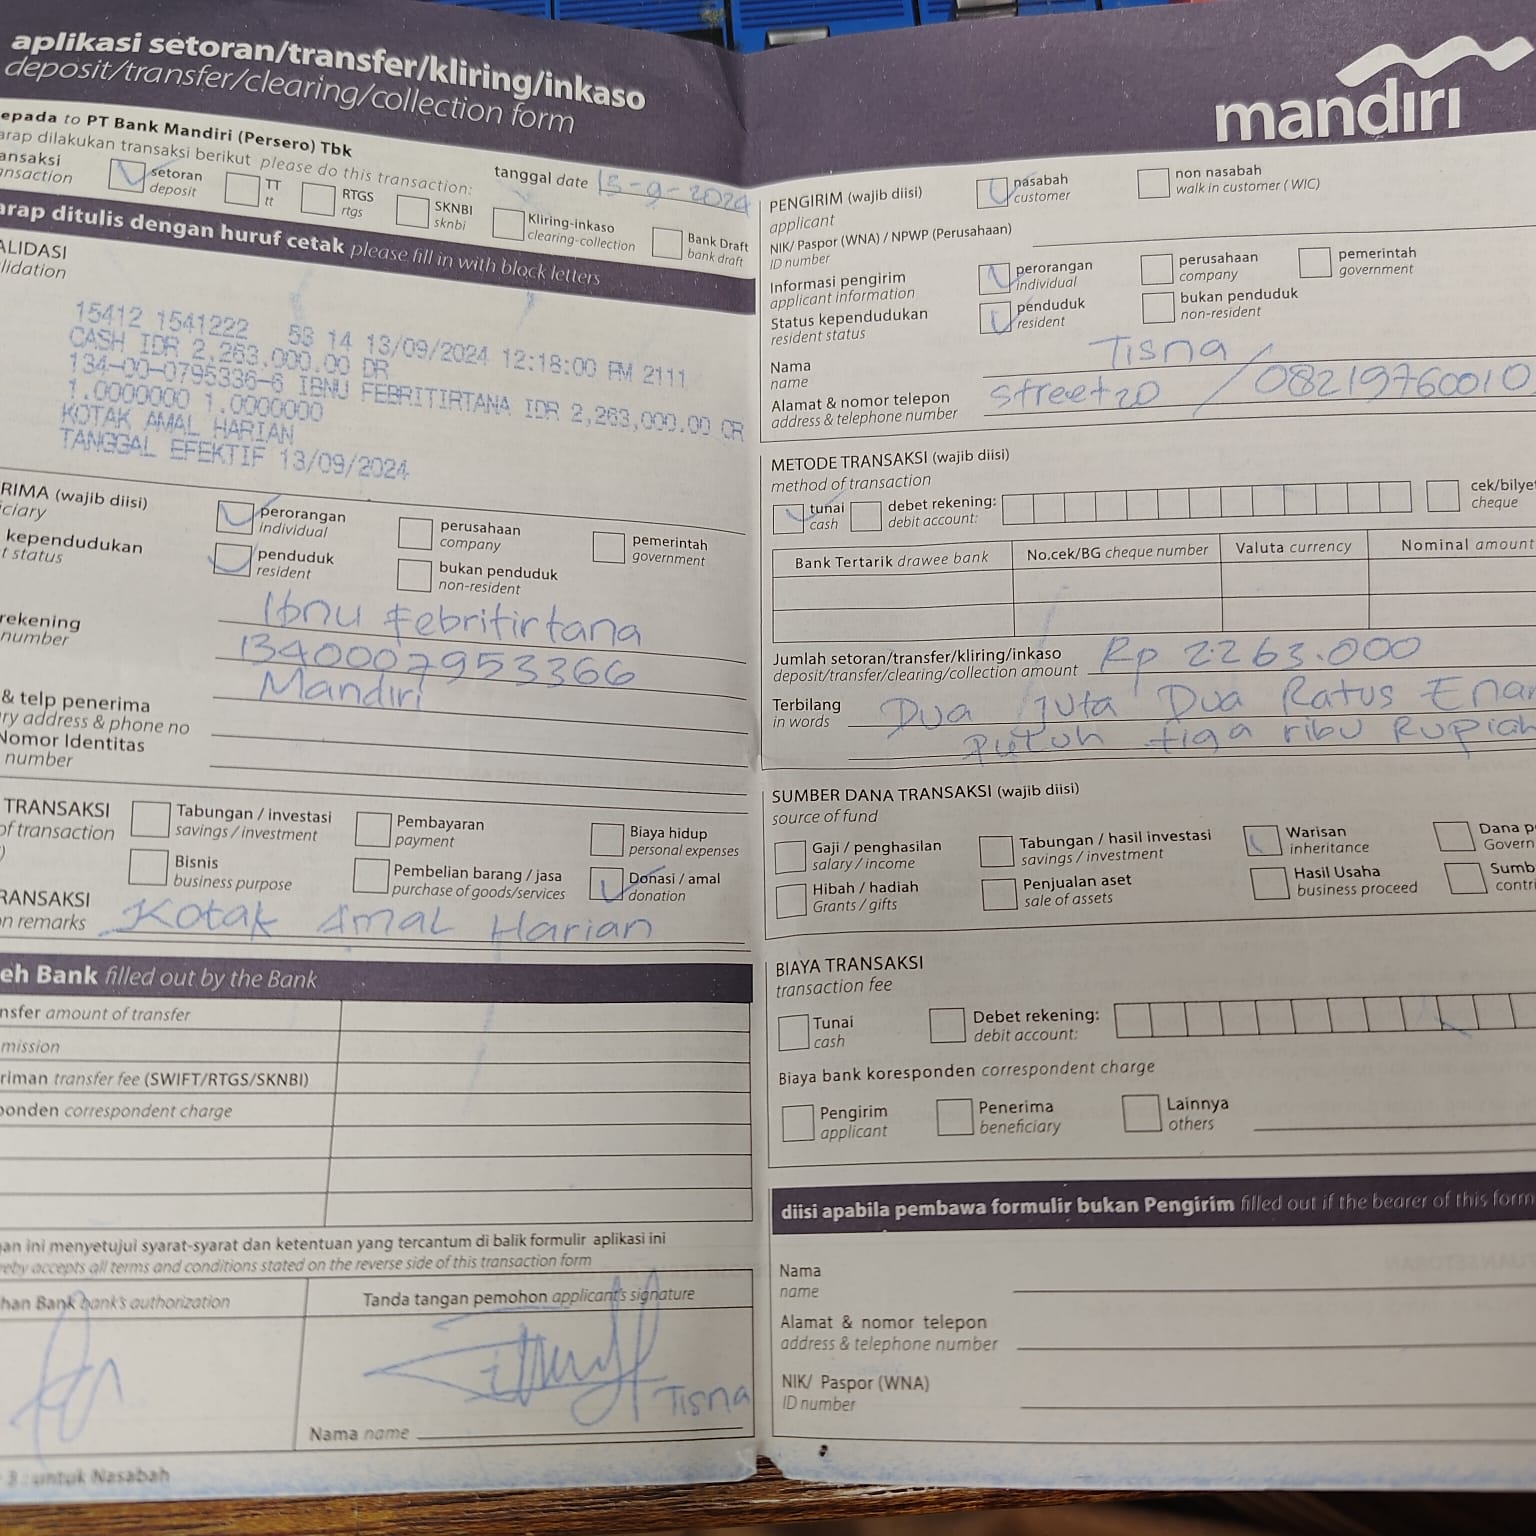 aplikasi setoran/transfer/kliring/inkaso
deposit/transfer/clearing/collection form
epada to PT Bank Mandiri (Persero) Tbk
arap dilakukan transaksi berikut please do this transaction:
tanggal date 13-9-2024
ansaksi
nsaction
setoran
deposit
TT
tt
RTGS
rtgs
SKNBI
sknbi
Kliring-inkaso
clearing-collection
Bank Draft
bank draft
arap ditulis dengan huruf cetak please fill in with block letters
ALIDASI
lidation
15412 1541222 53 14 13/09/2024 12:18:00 PM 2111
CASH IDR 2,263,000.00 DR
134-00-0795336-6 IBNU FEBRITIRTANA IDR 2,263,000.00 CR
1.0000000 1.0000000
KOTAK AMAL HARIAN
TANGGAL EFEKTIF 13/09/2024
RIMA (wajib diisi)
ciary
perorangan
individual
perusahaan
company
pemerintah
government
kependudukan
t status
penduduk
resident
bukan penduduk
non-resident
Ibnu Febritirtana
rekening
number
1340007953366
Mandiri
& telp penerima
ry address & phone no
Nomor Identitas
number
TRANSAKSI
of transaction
)
Tabungan / investasi
savings / investment
Pembayaran
payment
Biaya hidup
personal expenses
Bisnis
business purpose
Pembelian barang / jasa
purchase of goods/services
Donasi / amal
donation
RANSAKSI
on remarks
Kotak Amal Harian
eh Bank filled out by the Bank
nsfer amount of transfer
mission
riman transfer fee (SWIFT/RTGS/SKNBI)
ponden correspondent charge
gan ini menyetujui syarat-syarat dan ketentuan yang tercantum di balik formulir aplikasi ini
reby accepts all terms and conditions stated on the reverse side of this transaction form
han Bank bank's authorization
Tanda tangan pemohon applicant's signature
Tisna
Nama name
3 : untuk Nasabah
mandiri
PENGIRIM (wajib diisi)
applicant
nasabah
customer
non nasabah
walk in customer (WIC)
NIK/ Paspor (WNA) / NPWP (Perusahaan)
ID number
Informasi pengirim
applicant information
perorangan
individual
perusahaan
company
pemerintah
government
Status kependudukan
resident status
penduduk
resident
bukan penduduk
non-resident
Nama
name
Tisna
Alamat & nomor telepon
address & telephone number
Street 20 / 08219760010
METODE TRANSAKSI (wajib diisi)
method of transaction
tunai
cash
debet rekening:
debit account:
cek/bilye
cheque
Bank Tertarik drawee bank
No.cek/BG cheque number
Valuta currency
Nominal amount
Jumlah setoran/transfer/kliring/inkaso
deposit/transfer/clearing/collection amount
Rp 2.263.000
Terbilang
in words
Dua Juta Dua Ratus Enam
Puluh tiga ribu Rupiah
SUMBER DANA TRANSAKSI (wajib diisi)
source of fund
Gaji / penghasilan
salary / income
Tabungan / hasil investasi
savings / investment
Warisan
inheritance
Dana p
Govern
Hibah / hadiah
Grants / gifts
Penjualan aset
sale of assets
Hasil Usaha
business proceed
Sumb
contri
BIAYA TRANSAKSI
transaction fee
Tunai
cash
Debet rekening:
debit account:
Biaya bank koresponden correspondent charge
Pengirim
applicant
Penerima
beneficiary
Lainnya
others
diisi apabila pembawa formulir bukan Pengirim filled out if the bearer of this form
Nama
name
Alamat & nomor telepon
address & telephone number
NIK/ Paspor (WNA)
ID number